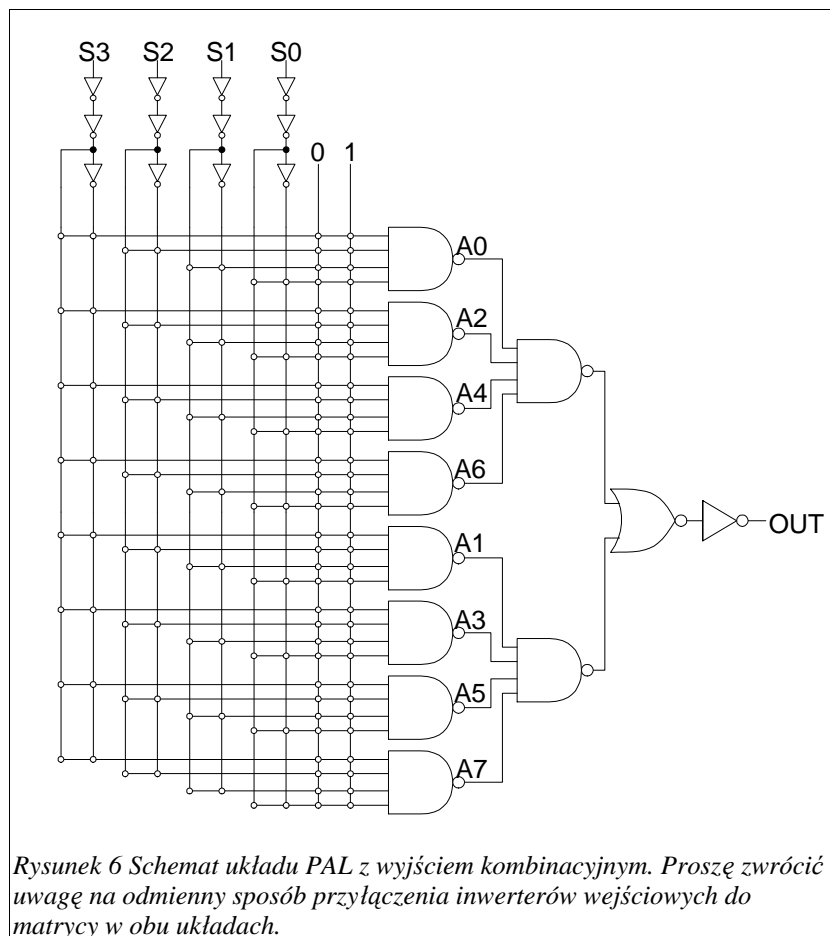 S3 S2 S1 S0
0 1
A0
A2
A4
A6
OUT
A1
A3
A5
A7
Rysunek 6 Schemat układu PAL z wyjściem kombinacyjnym. Proszę zwrócić
uwagę na odmienny sposób przyłączenia inwerterów wejściowych do
matrycy w obu układach.